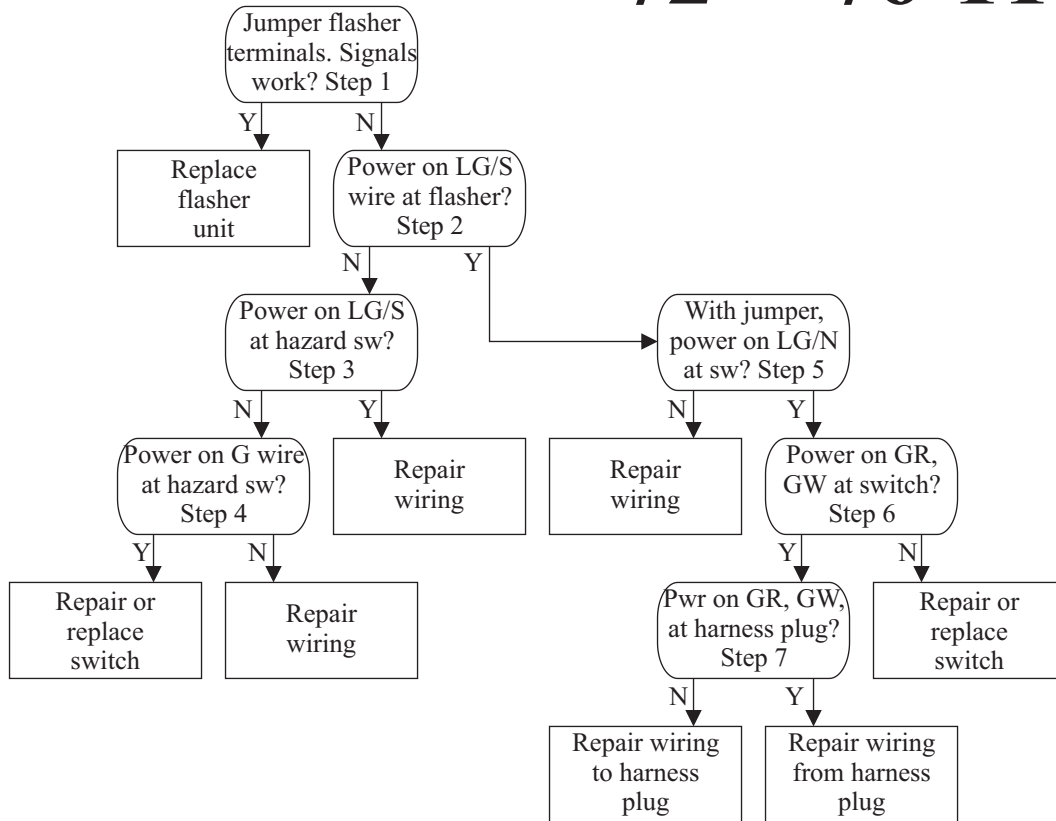 Jumper flasher
terminals. Signals
work? Step 1
Y
N
Replace
flasher
unit
Power on LG/S
wire at flasher?
Step 2
N
Y
Power on LG/S
at hazard sw?
Step 3
With jumper,
power on LG/N
at sw? Step 5
N
Y
N
Y
Power on G wire
at hazard sw?
Step 4
Repair
wiring
Repair
wiring
Power on GR,
GW at switch?
Step 6
Y
N
Y
N
Repair or
replace
switch
Repair
wiring
Pwr on GR, GW,
at harness plug?
Step 7
Repair or
replace
switch
N
Y
Repair wiring
to harness
plug
Repair wiring
from harness
plug